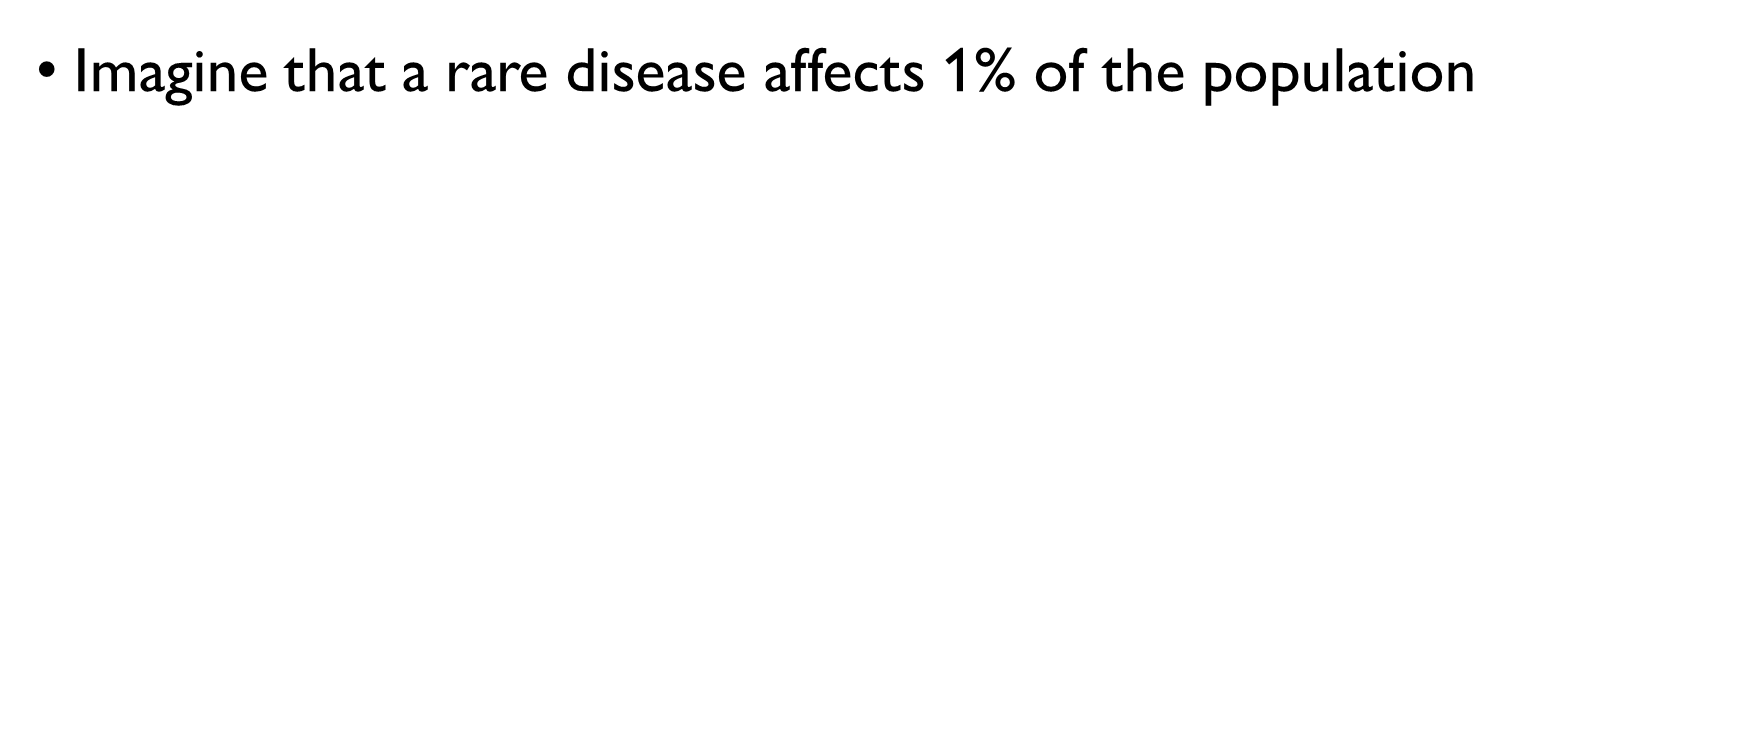 • Imagine that a rare disease affects 1% of the population